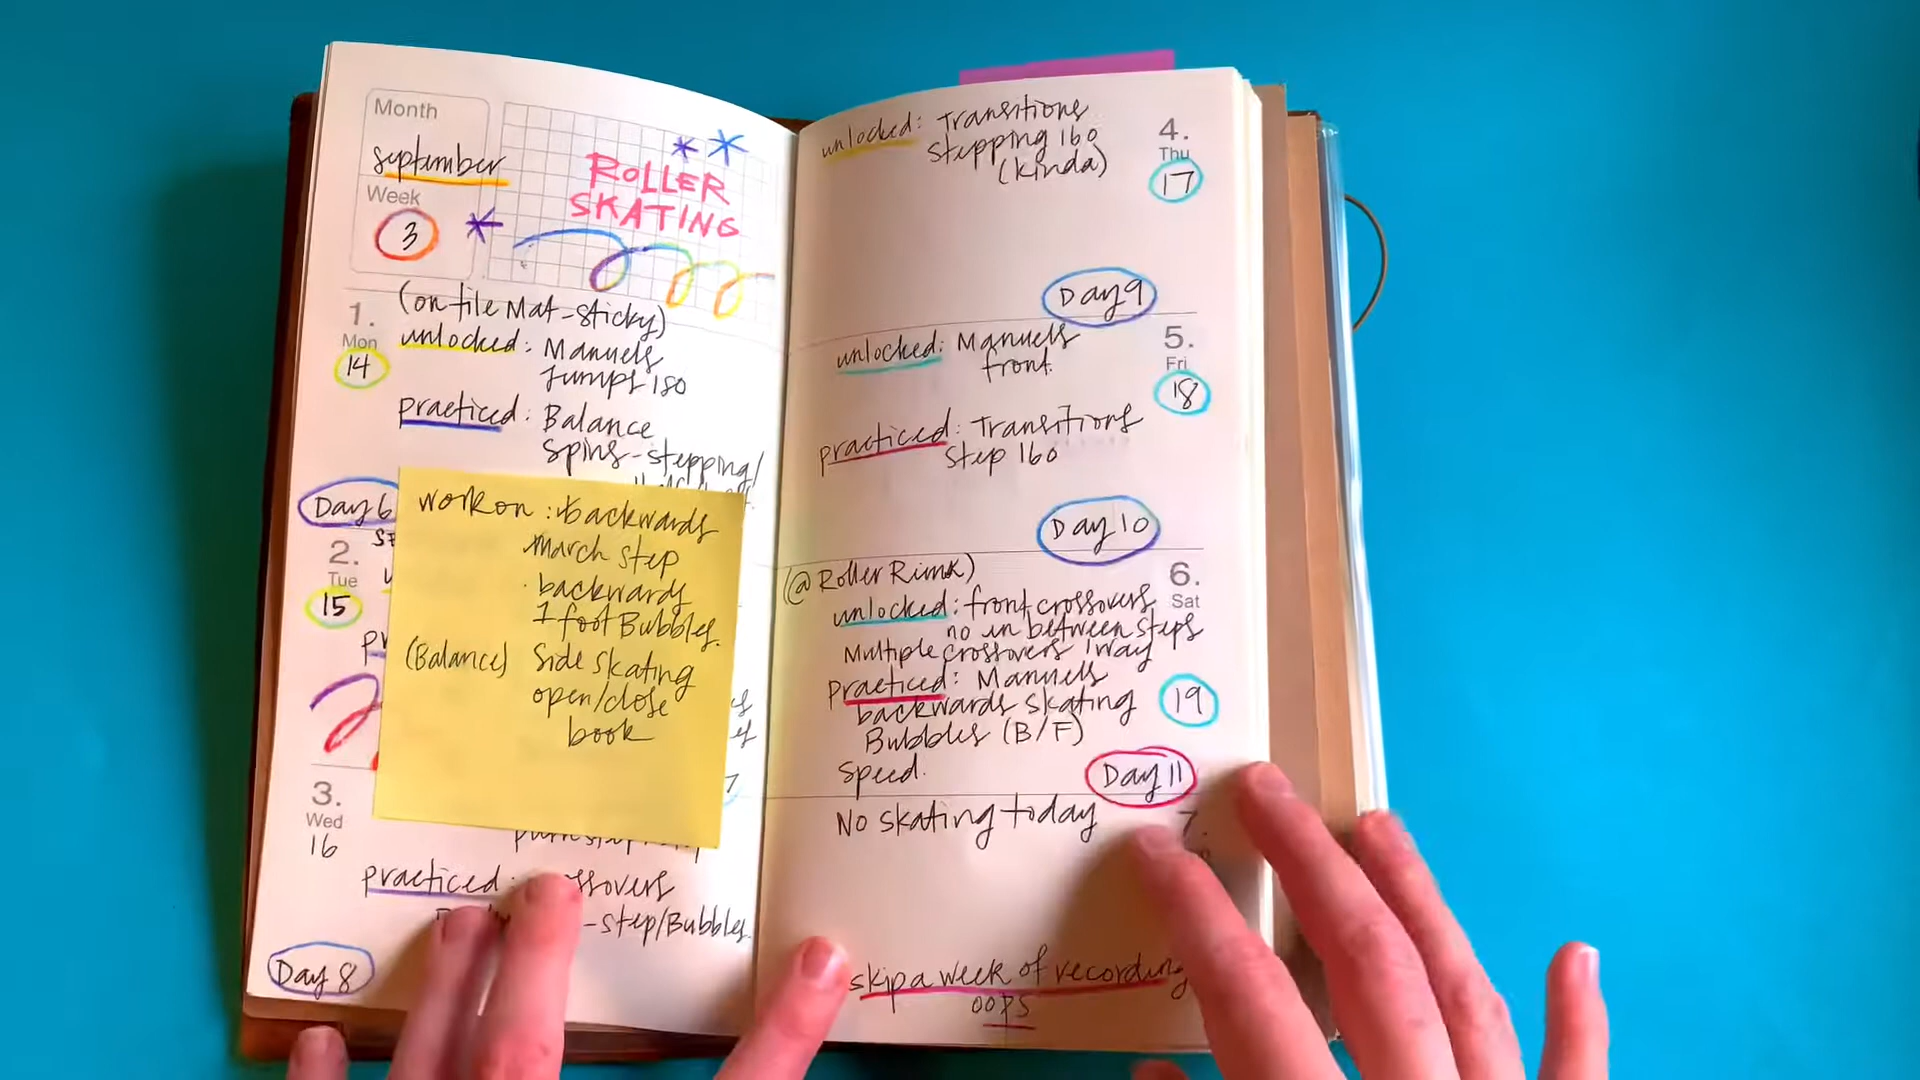 Month
september
Week
3
ROLLER
SKATING
1.
Mon
14
(on tile Mat-sticky)
unlocked: Manuels
Jumps 180
practiced: Balance
Spins-stepping/
Day 6
2.
Tue
15
work on: backwards
march step
backwards
1 foot Bubbles.
(Balance) Side skating
open/close
book
3.
Wed
16
practiced:
-step/Bubbles
Day 8
unlocked: Transitions
stepping 160
(kinda)
4.
Thu
17
Day 9
unlocked: Manuels
front.
5.
Fri
18
practiced: Transitions
Step 160
Day 10
(@Roller Rink)
6.
Sat
unlocked: front crossovers
no in between steps
Multiple crossovers 1 way
practiced: Manuels
backwards skating
Bubbles (B/F)
Speed.
19
Day 11
No skating today
7.
skip a week of recording
OOPS